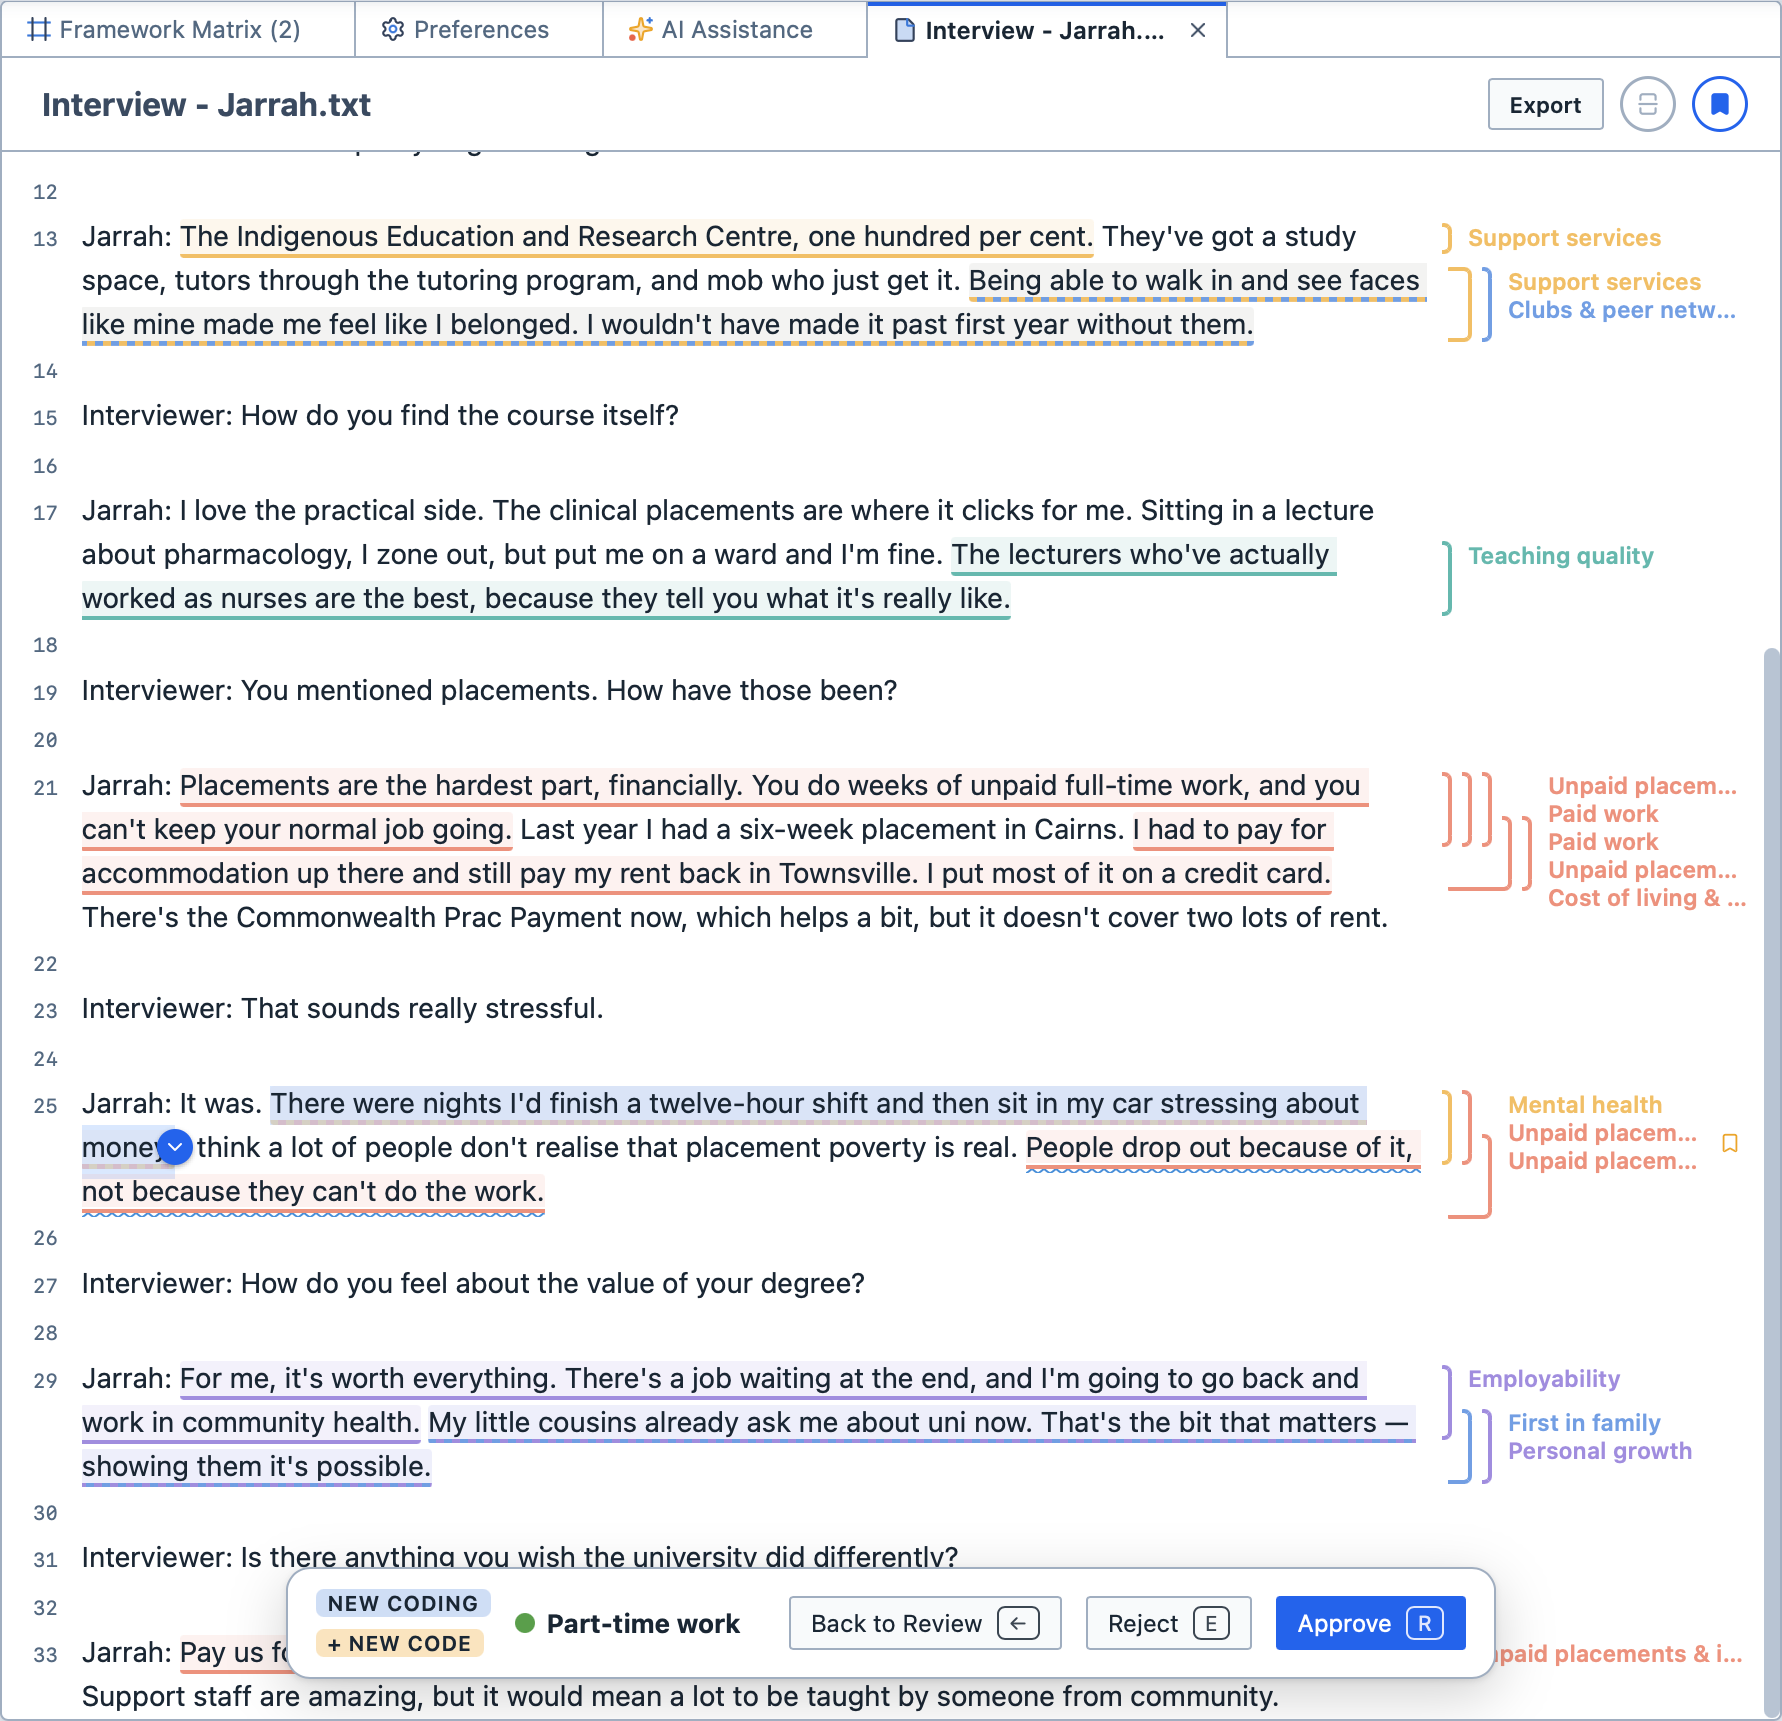 Framework Matrix (2)
Preferences
AI Assistance
Interview - Jarrah....
Interview - Jarrah.txt
Export
12
13 Jarrah: The Indigenous Education and Research Centre, one hundred per cent. They've got a study
space, tutors through the tutoring program, and mob who just get it. Being able to walk in and see faces
like mine made me feel like I belonged. I wouldn't have made it past first year without them.
Support services
Support services
Clubs & peer netw...
14
15 Interviewer: How do you find the course itself?
16
17 Jarrah: I love the practical side. The clinical placements are where it clicks for me. Sitting in a lecture
about pharmacology, I zone out, but put me on a ward and I'm fine. The lecturers who've actually
worked as nurses are the best, because they tell you what it's really like.
Teaching quality
18
19 Interviewer: You mentioned placements. How have those been?
20
21 Jarrah: Placements are the hardest part, financially. You do weeks of unpaid full-time work, and you
can't keep your normal job going. Last year I had a six-week placement in Cairns. I had to pay for
accommodation up there and still pay my rent back in Townsville. I put most of it on a credit card.
There's the Commonwealth Prac Payment now, which helps a bit, but it doesn't cover two lots of rent.
Unpaid placem...
Paid work
Paid work
Unpaid placem...
Cost of living & ...
22
23 Interviewer: That sounds really stressful.
24
25 Jarrah: It was. There were nights I'd finish a twelve-hour shift and then sit in my car stressing about
money think a lot of people don't realise that placement poverty is real. People drop out because of it,
not because they can't do the work.
Mental health
Unpaid placem...
Unpaid placem...
26
27 Interviewer: How do you feel about the value of your degree?
28
29 Jarrah: For me, it's worth everything. There's a job waiting at the end, and I'm going to go back and
work in community health. My little cousins already ask me about uni now. That's the bit that matters —
showing them it's possible.
Employability
First in family
Personal growth
30
31 Interviewer: Is there anything you wish the university did differently?
32
33 Jarrah: Pay us
npaid placements & i...
Support staff are amazing, but it would mean a lot to be taught by someone from community.
NEW CODING
+ NEW CODE
Part-time work
Back to Review ←
Reject E
Approve R